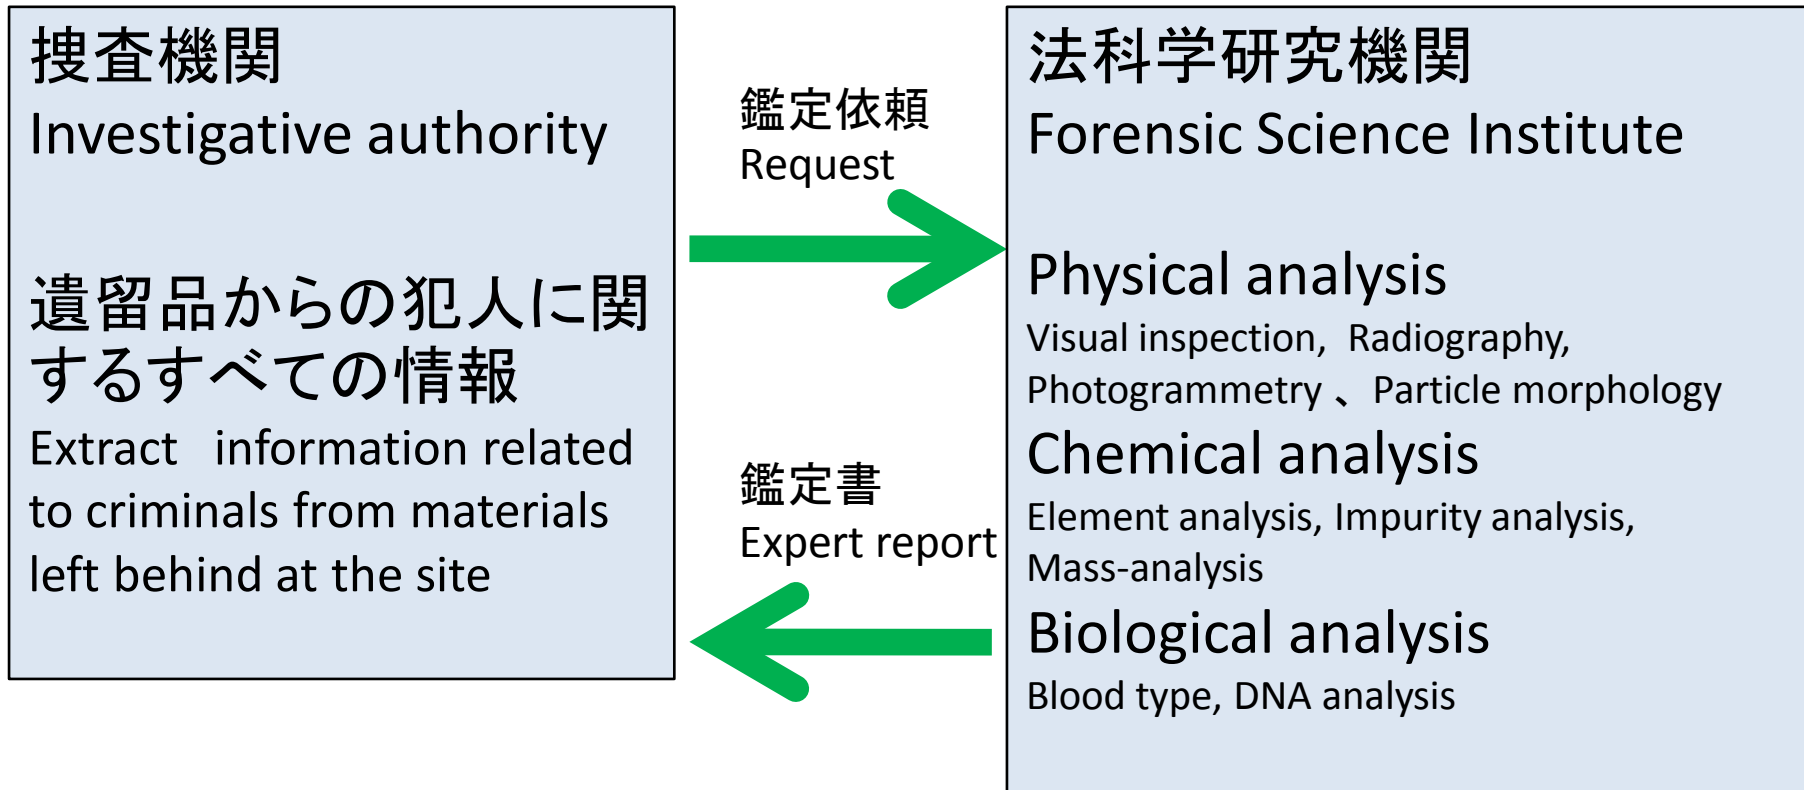 捜査機関
Investigative authority
遺留品からの犯人に関
するすべての情報
Extract information related
to criminals from materials
left behind at the site
鑑定依頼
Request
鑑定書
Expert report
法科学研究機関
Forensic Science Institute
Physical analysis
Visual inspection, Radiography,
Photogrammetry 、Particle morphology
Chemical analysis
Element analysis, Impurity analysis,
Mass-analysis
Biological analysis
Blood type, DNA analysis